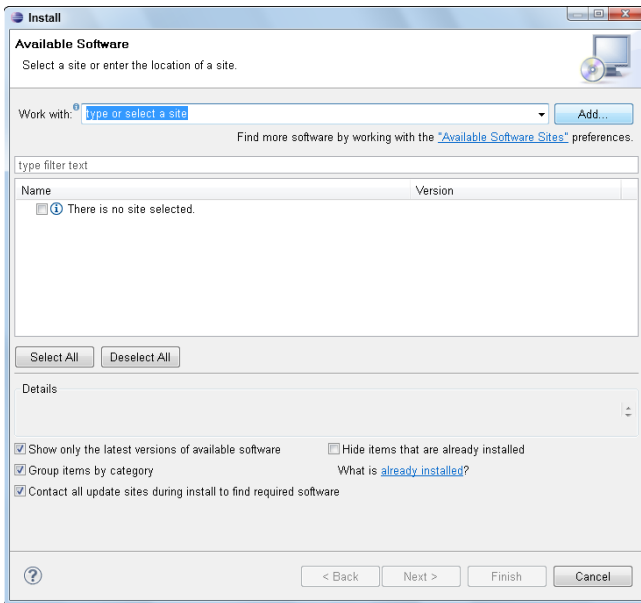 Install
Available Software
Select a site or enter the location of a site.
Work with: type or select a site Add...
Find more software by working with the "Available Software Sites" preferences.
type filter text
Name Version
There is no site selected.
Select All Deselect All
Details
Show only the latest versions of available software Hide items that are already installed
Group items by category What is already installed?
Contact all update sites during install to find required software
< Back Next > Finish Cancel